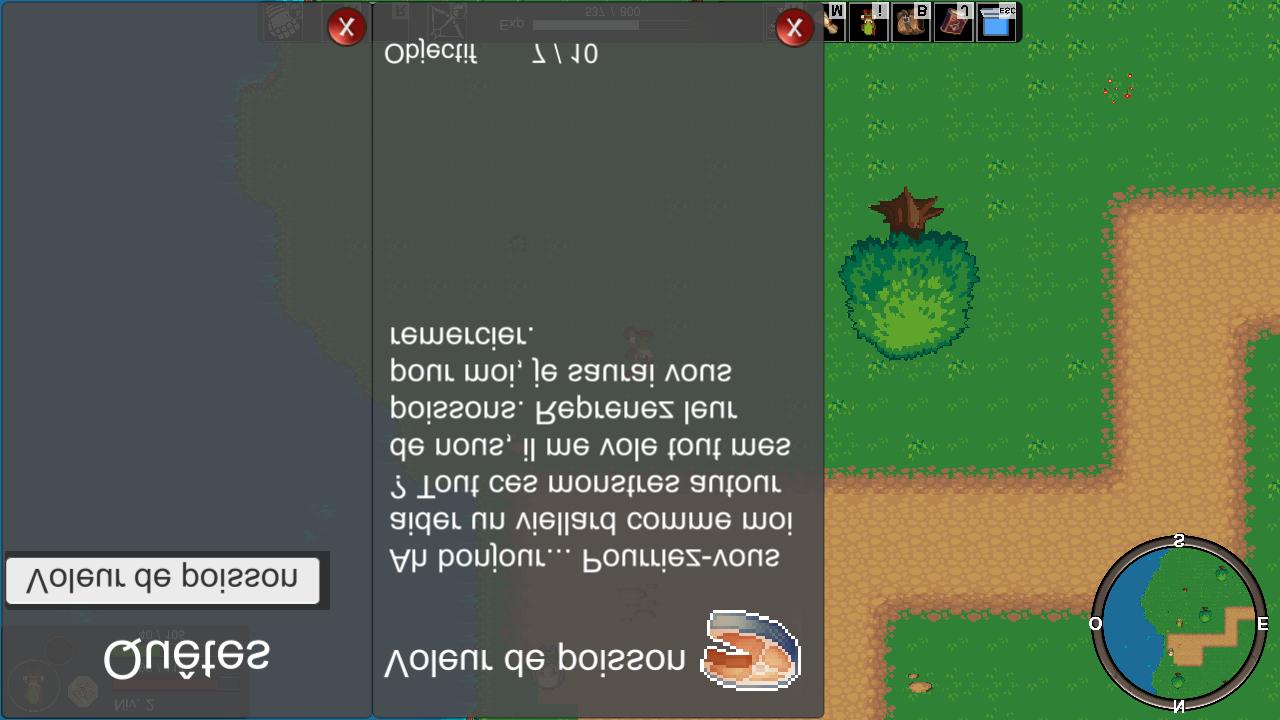 Quêtes
Voleur de poisson
Voleur de poisson
Ah bonjour... Pourriez-vous
aider un viellard comme moi
? Tout ces monstres autour
de nous, il me vole tout mes
poissons. Reprenez leur
pour moi, je saurai vous
remercier.
Objectif 7 / 10
X
X
Niv. 2
Exp 537 / 800
R
M
I
B
J
ESC
N
O
E
S